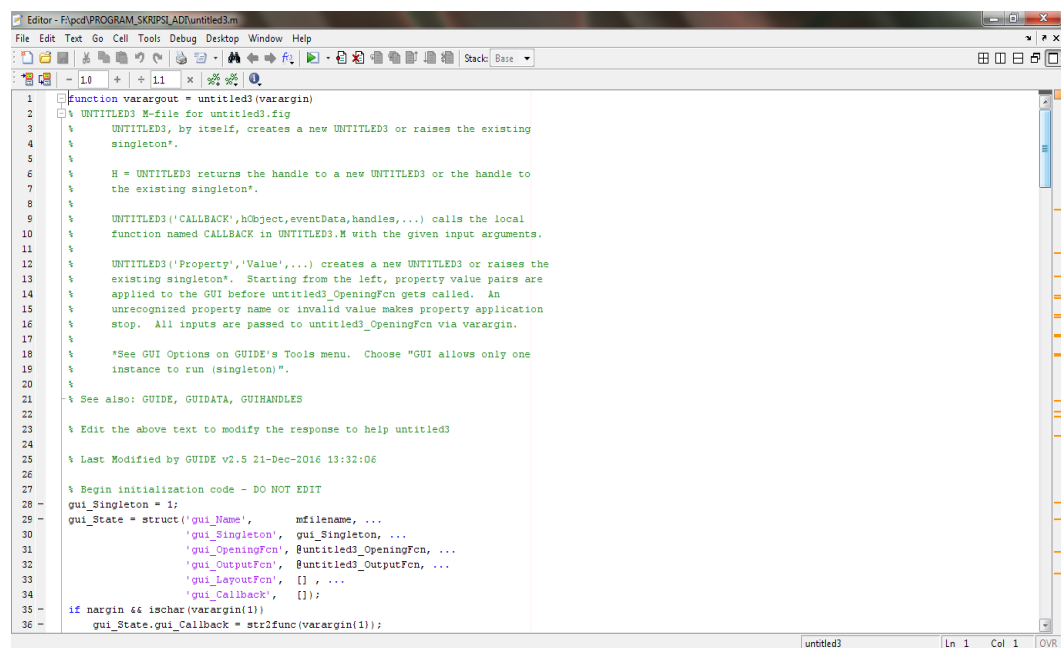 Editor - F:\pcd\PROGRAM_SKRIPSI_ADI\untitled3.m
File Edit Text Go Cell Tools Debug Desktop Window Help
Stack: Base
1.0 1.1
1 function varargout = untitled3(varargin)
2 % UNTITLED3 M-file for untitled3.fig
3 % UNTITLED3, by itself, creates a new UNTITLED3 or raises the existing
4 % singleton*.
5 %
6 % H = UNTITLED3 returns the handle to a new UNTITLED3 or the handle to
7 % the existing singleton*.
8 %
9 % UNTITLED3('CALLBACK',hObject,eventData,handles,...) calls the local
10 % function named CALLBACK in UNTITLED3.M with the given input arguments.
11 %
12 % UNTITLED3('Property','Value',...) creates a new UNTITLED3 or raises the
13 % existing singleton*. Starting from the left, property value pairs are
14 % applied to the GUI before untitled3_OpeningFcn gets called. An
15 % unrecognized property name or invalid value makes property application
16 % stop. All inputs are passed to untitled3_OpeningFcn via varargin.
17 %
18 % *See GUI Options on GUIDE's Tools menu. Choose "GUI allows only one
19 % instance to run (singleton)".
20 %
21 % See also: GUIDE, GUIDATA, GUIHANDLES
22
23 % Edit the above text to modify the response to help untitled3
24
25 % Last Modified by GUIDE v2.5 21-Dec-2016 13:32:06
26
27 % Begin initialization code - DO NOT EDIT
28 - gui_Singleton = 1;
29 - gui_State = struct('gui_Name', mfilename, ...
30 'gui_Singleton', gui_Singleton, ...
31 'gui_OpeningFcn', @untitled3_OpeningFcn, ...
32 'gui_OutputFcn', @untitled3_OutputFcn, ...
33 'gui_LayoutFcn', [] , ...
34 'gui_Callback', []);
35 - if nargin && ischar(varargin{1})
36 - gui_State.gui_Callback = str2func(varargin{1});
untitled3 Ln 1 Col 1 OVR